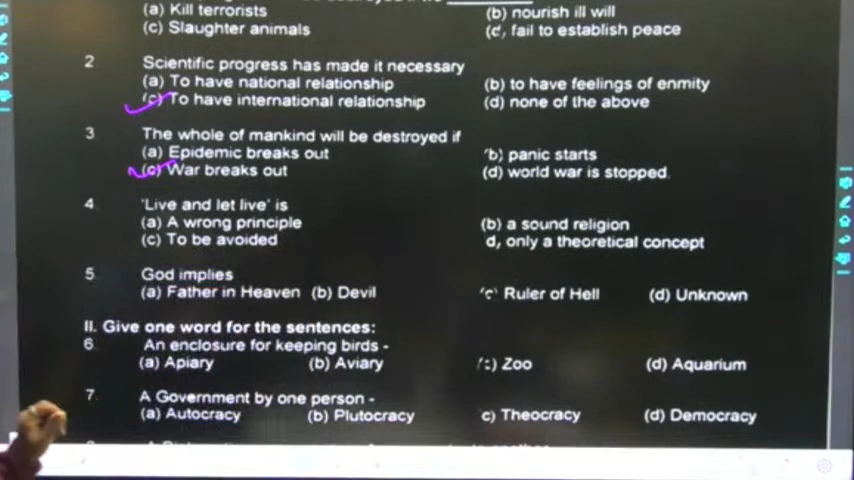 (a) Kill terrorists (b) nourish ill will
(c) Slaughter animals (d, fail to establish peace
2 Scientific progress has made it necessary
(a) To have national relationship (b) to have feelings of enmity
(c) To have international relationship (d) none of the above
3 The whole of mankind will be destroyed if
(a) Epidemic breaks out (b) panic starts
(c) War breaks out (d) world war is stopped.
4 'Live and let live' is
(a) A wrong principle (b) a sound religion
(c) To be avoided d, only a theoretical concept
5 God implies
(a) Father in Heaven (b) Devil (c) Ruler of Hell (d) Unknown
II. Give one word for the sentences:
6 An enclosure for keeping birds -
(a) Apiary (b) Aviary (c) Zoo (d) Aquarium
7. A Government by one person -
(a) Autocracy (b) Plutocracy c) Theocracy (d) Democracy